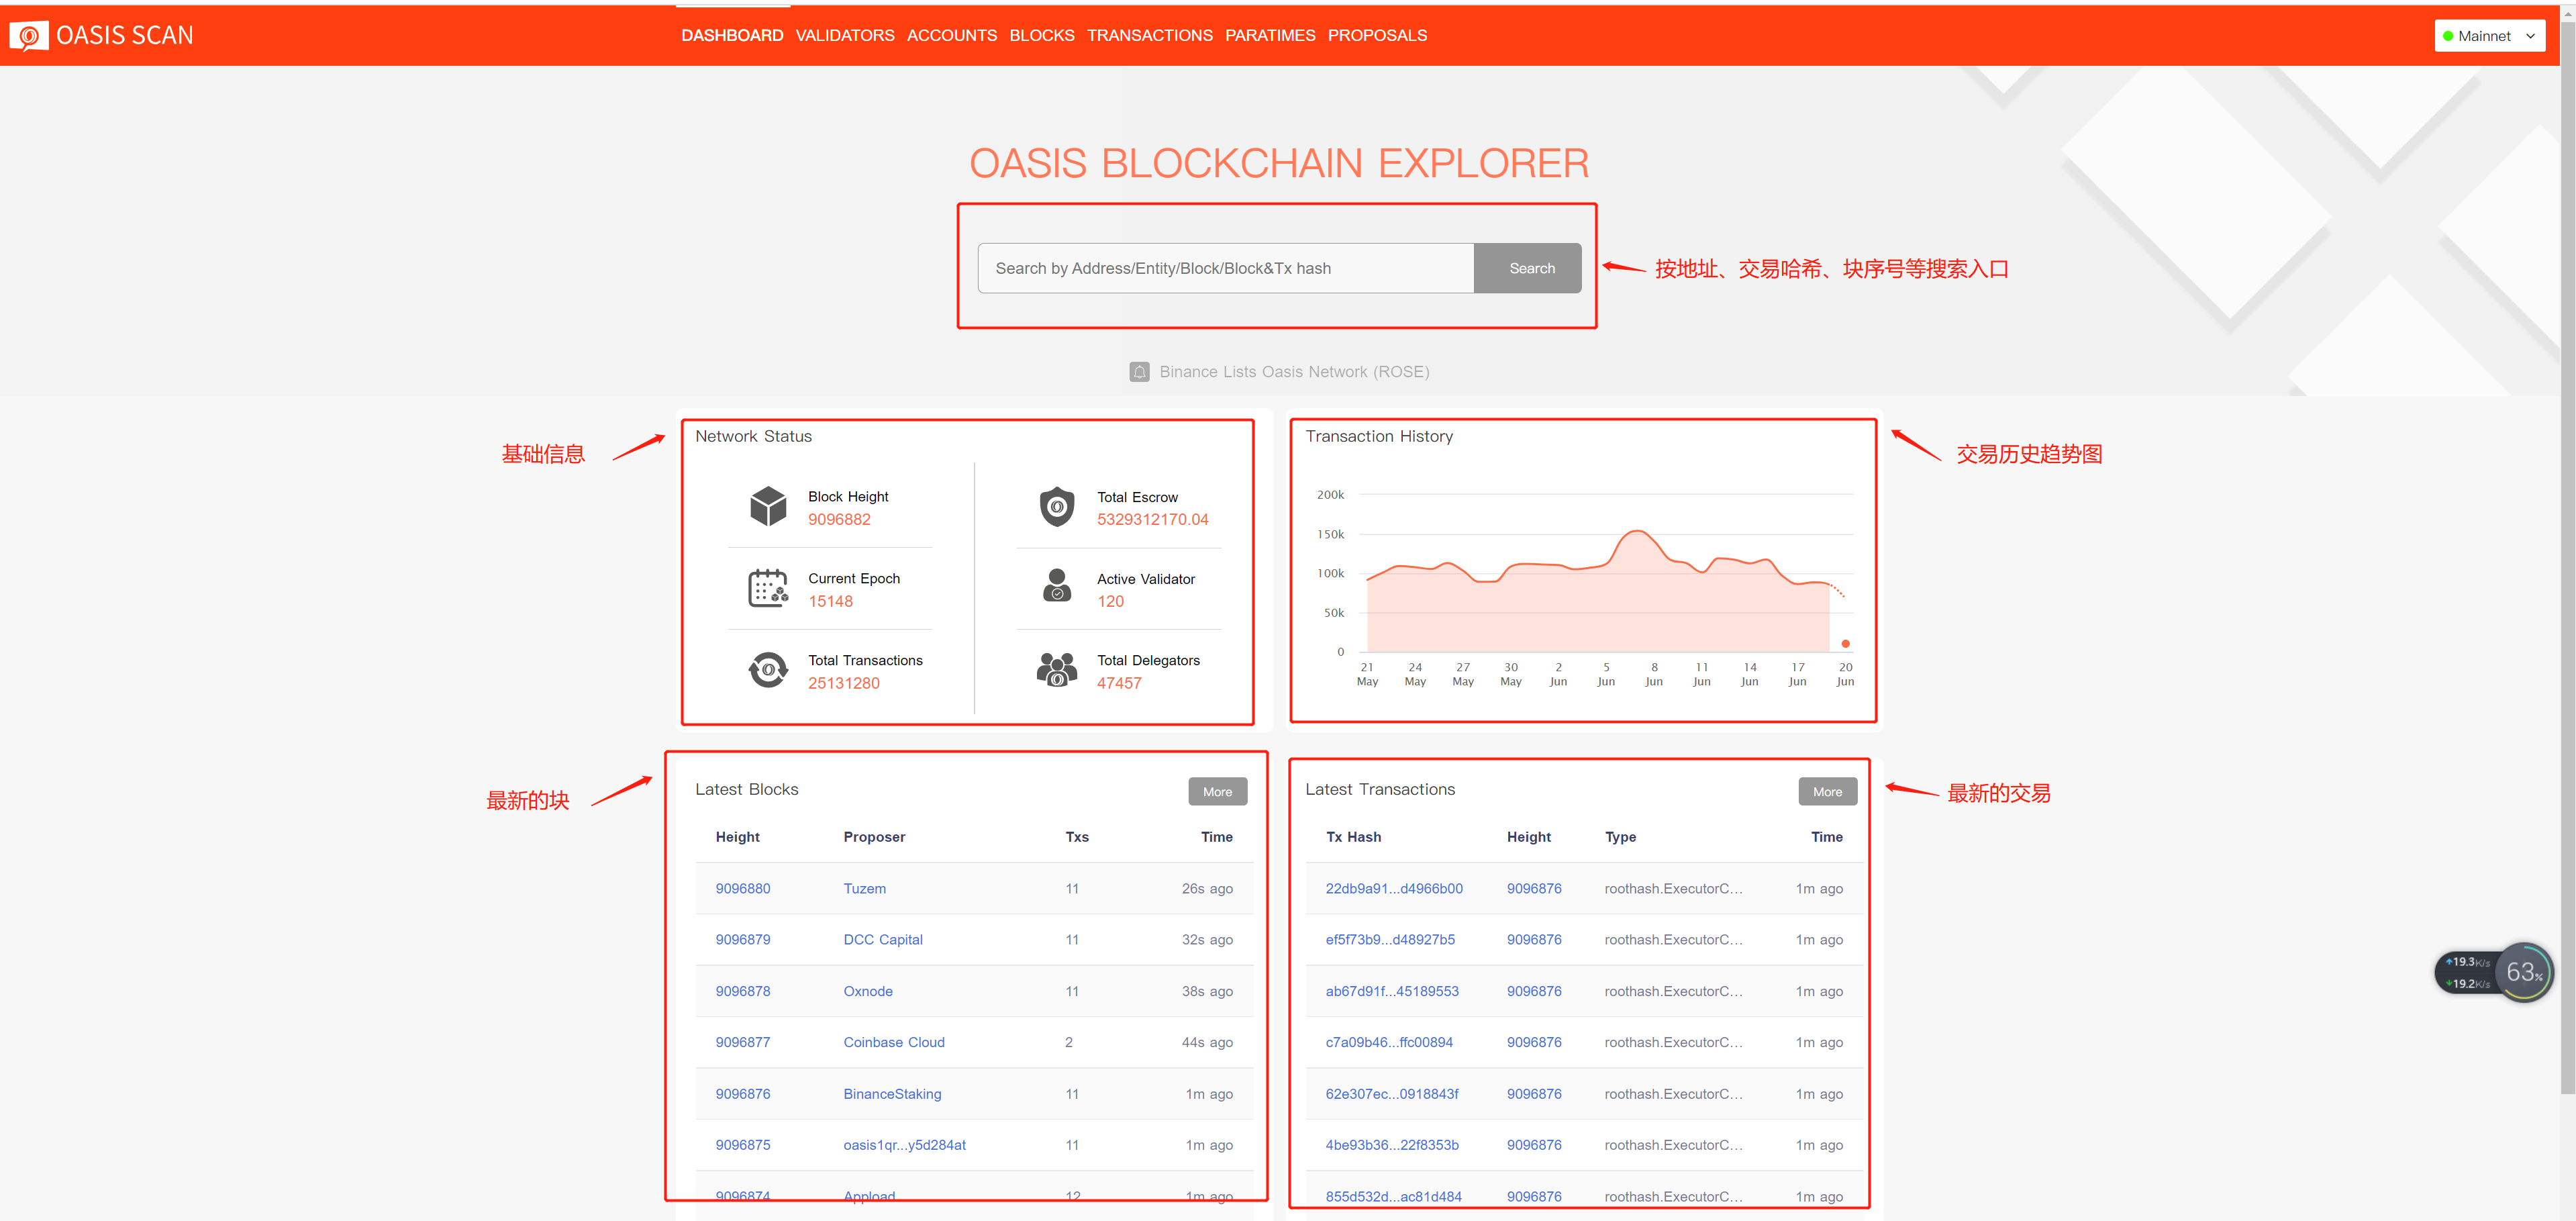 OASIS SCAN
DASHBOARD VALIDATORS ACCOUNTS BLOCKS TRANSACTIONS PARATIMES PROPOSALS
Mainnet
OASIS BLOCKCHAIN EXPLORER
Search by Address/Entity/Block/Block&Tx hash
Search
按地址、交易哈希、块序号等搜索入口
Binance Lists Oasis Network (ROSE)
基础信息
Network Status
Block Height
9096882
Total Escrow
5329312170.04
Current Epoch
15148
Active Validator
120
Total Transactions
25131280
Total Delegators
47457
Transaction History
交易历史趋势图
200k
150k
100k
50k
0
21 May
24 May
27 May
30 May
2 Jun
5 Jun
8 Jun
11 Jun
14 Jun
17 Jun
20 Jun
最新的块
Latest Blocks
More
Height Proposer Txs Time
9096880 Tuzem 11 26s ago
9096879 DCC Capital 11 32s ago
9096878 Oxnode 11 38s ago
9096877 Coinbase Cloud 2 44s ago
9096876 BinanceStaking 11 1m ago
9096875 oasis1qr...y5d284at 11 1m ago
9096874 Appload 12 1m ago
Latest Transactions
More
最新的交易
Tx Hash Height Type Time
22db9a91...d4966b00 9096876 roothash.ExecutorC... 1m ago
ef5f73b9...d48927b5 9096876 roothash.ExecutorC... 1m ago
ab67d91f...45189553 9096876 roothash.ExecutorC... 1m ago
c7a09b46...ffc00894 9096876 roothash.ExecutorC... 1m ago
62e307ec...0918843f 9096876 roothash.ExecutorC... 1m ago
4be93b36...22f8353b 9096876 roothash.ExecutorC... 1m ago
855d532d...ac81d484 9096876 roothash.ExecutorC... 1m ago
19.3K/s
19.2K/s
63%